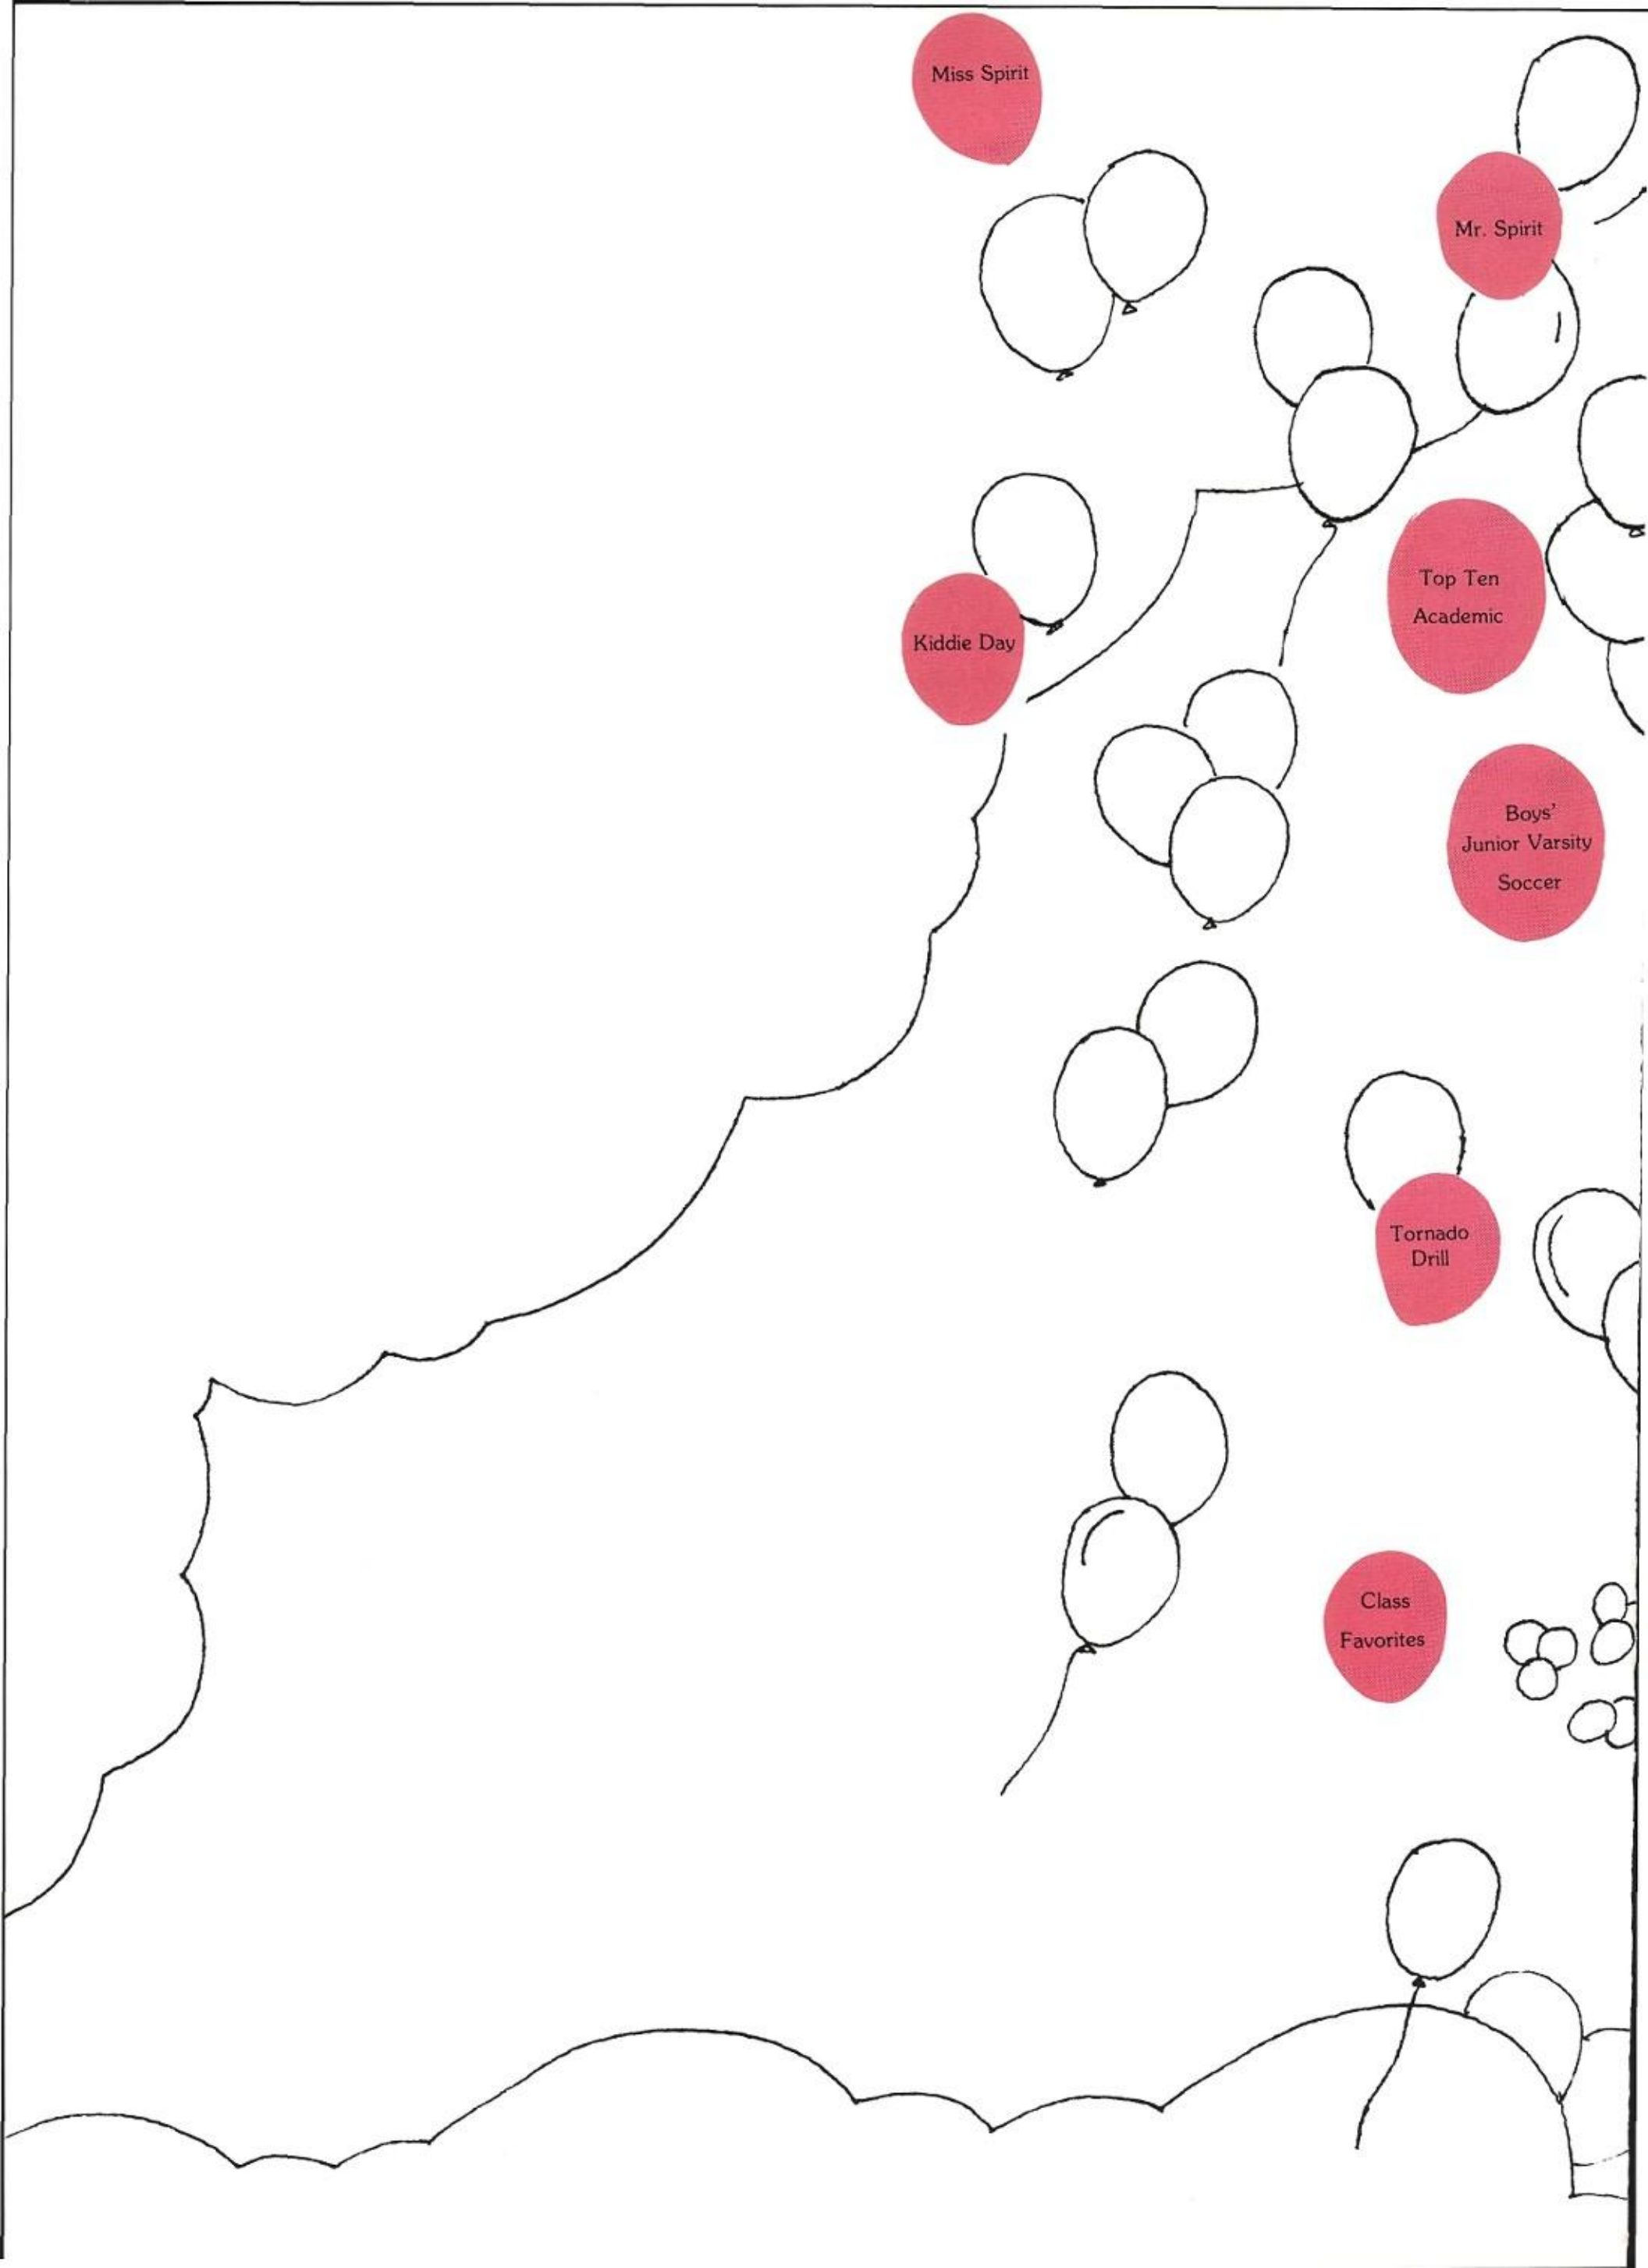 Miss Spirit
Mr. Spirit
Top Ten
Academic
Kiddie Day
Boys'
Junior Varsity
Soccer
Tornado
Drill
Class
Favorites